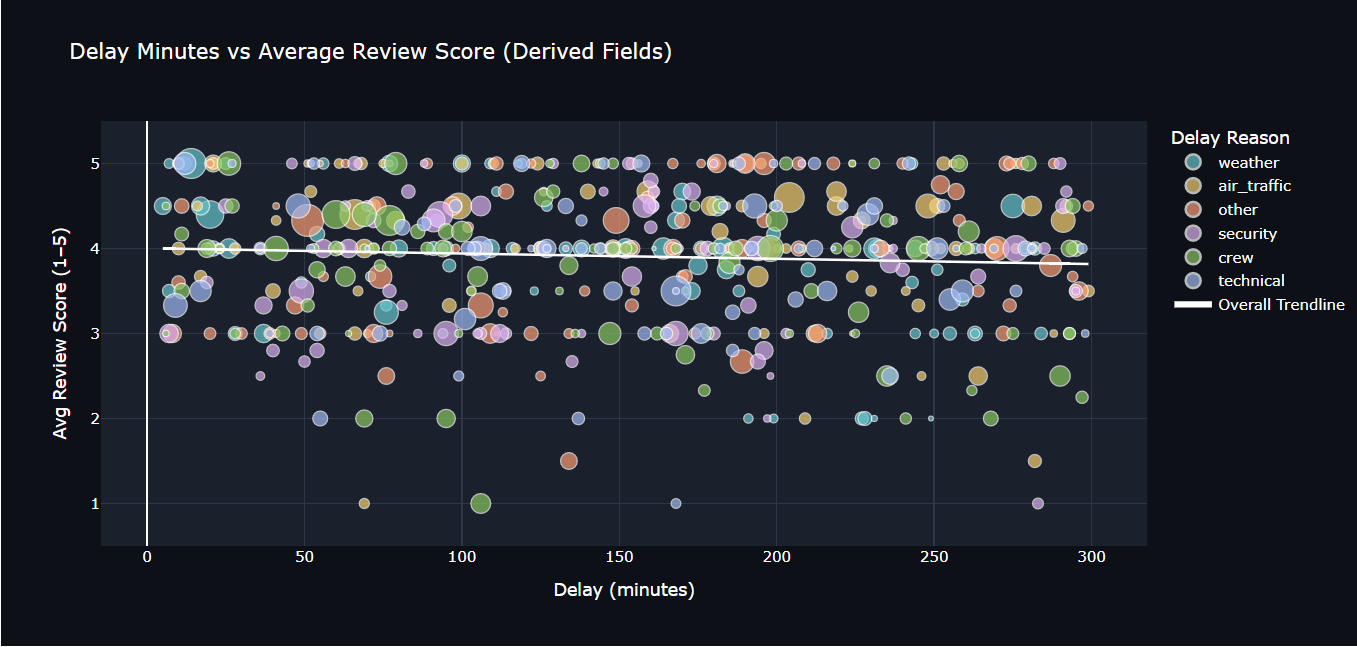 Delay Minutes vs Average Review Score (Derived Fields)
Delay Reason
weather
air_traffic
other
security
crew
technical
Overall Trendline
Avg Review Score (1–5)
5
4
3
2
1
0
50
100
150
200
250
300
Delay (minutes)